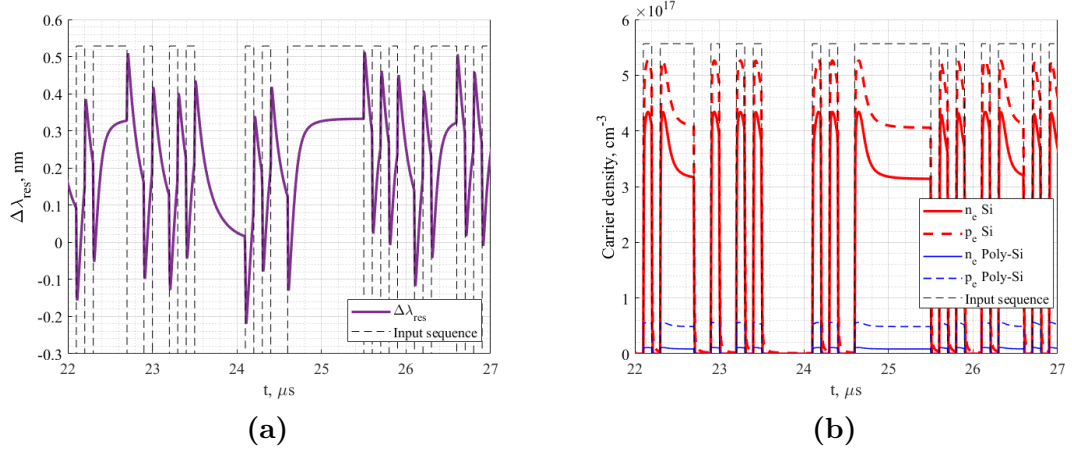 0.6
0.5
0.4
0.3
0.2
0.1
0
-0.1
-0.2
-0.3
Δλres, nm
22 23 24 25 26 27
t, μs
Δλres
Input sequence
(a)
6 ×10^17
5
4
3
2
1
0
Carrier density, cm-3
22 23 24 25 26 27
t, μs
ne Si
pe Si
ne Poly-Si
pe Poly-Si
Input sequence
(b)